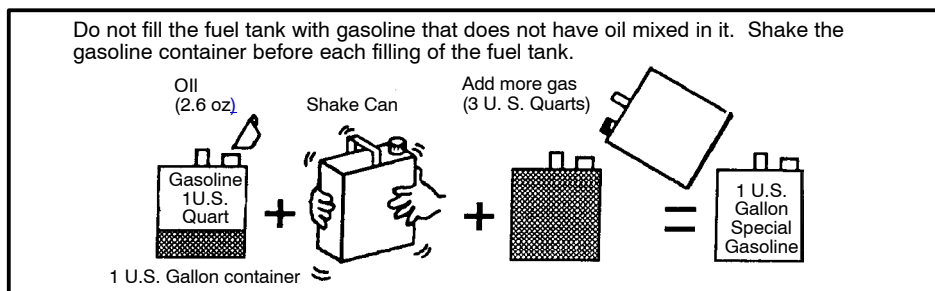 Do not fill the fuel tank with gasoline that does not have oil mixed in it. Shake the
gasoline container before each filling of the fuel tank.
OIl
(2.6 oz)
Shake Can
Add more gas
(3 U. S. Quarts)
Gasoline
1U.S.
Quart
+
+
=
1 U.S.
Gallon
Special
Gasoline
1 U.S. Gallon container